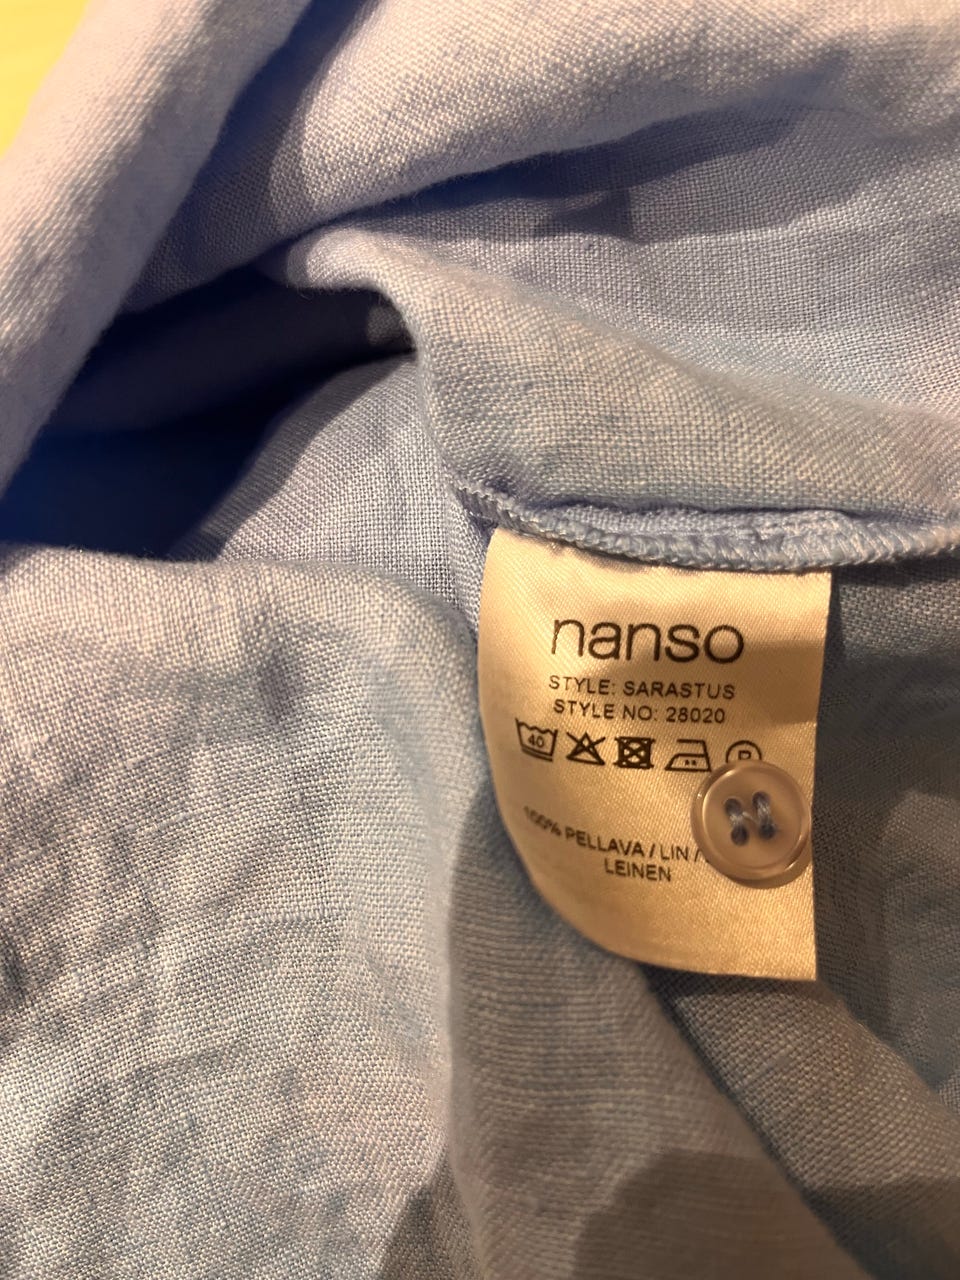 nanso
STYLE: SARASTUS
STYLE NO: 28020
40 P
100% PELLAVA / LIN /
LEINEN